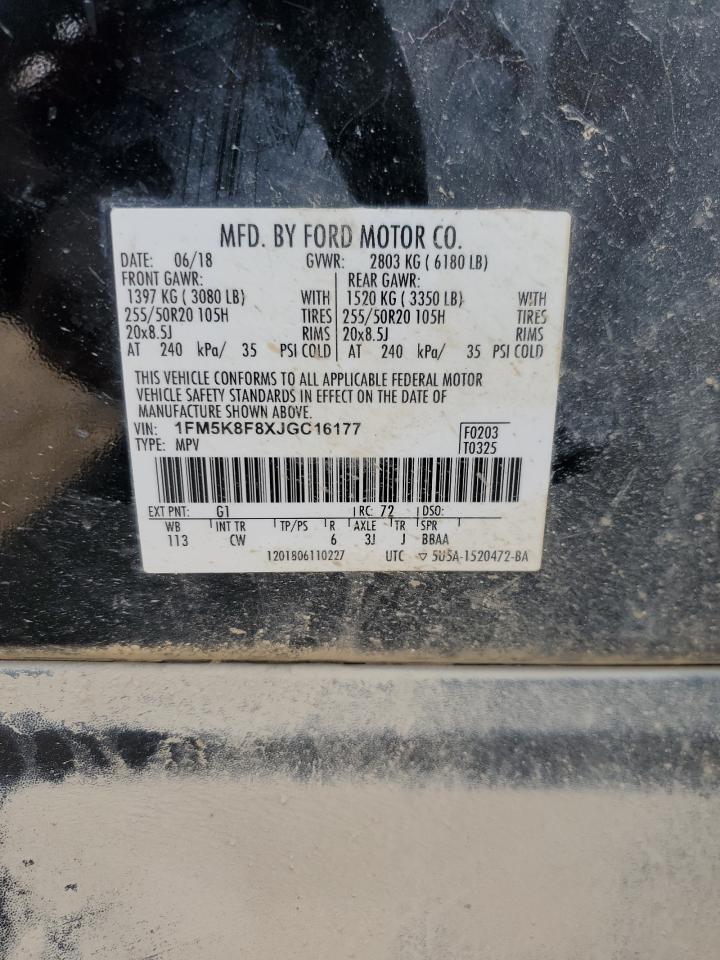 MFD. BY FORD MOTOR CO.
DATE: 06/18 GVWR: 2803 KG ( 6180 LB)
FRONT GAWR: REAR GAWR:
1397 KG ( 3080 LB) WITH 1520 KG ( 3350 LB) WITH
255/50R20 105H TIRES 255/50R20 105H TIRES
20x8.5J RIMS 20x8.5J RIMS
AT 240 kPa/ 35 PSI COLD AT 240 kPa/ 35 PSI COLD
THIS VEHICLE CONFORMS TO ALL APPLICABLE FEDERAL MOTOR
VEHICLE SAFETY STANDARDS IN EFFECT ON THE DATE OF
MANUFACTURE SHOWN ABOVE.
VIN: 1FM5K8F8XJGC16177 F0203
TYPE: MPV T0325
EXT PNT: G1 RC: 72 DSO:
WB INT TR TP/PS R AXLE TR SPR
113 CW 6 3J J BBAA
1201806110227 UTC ▽ 5U5A-1520472-BA